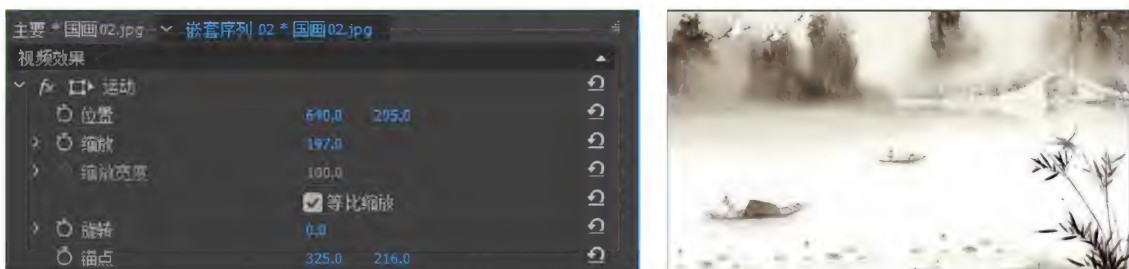 主要 * 国画02.jpg 嵌套序列 02 * 国画02.jpg
视频效果
fx 运动
位置 640.0 295.0
缩放 197.0
缩放宽度 100.0
等比缩放
旋转 0.0
锚点 325.0 216.0